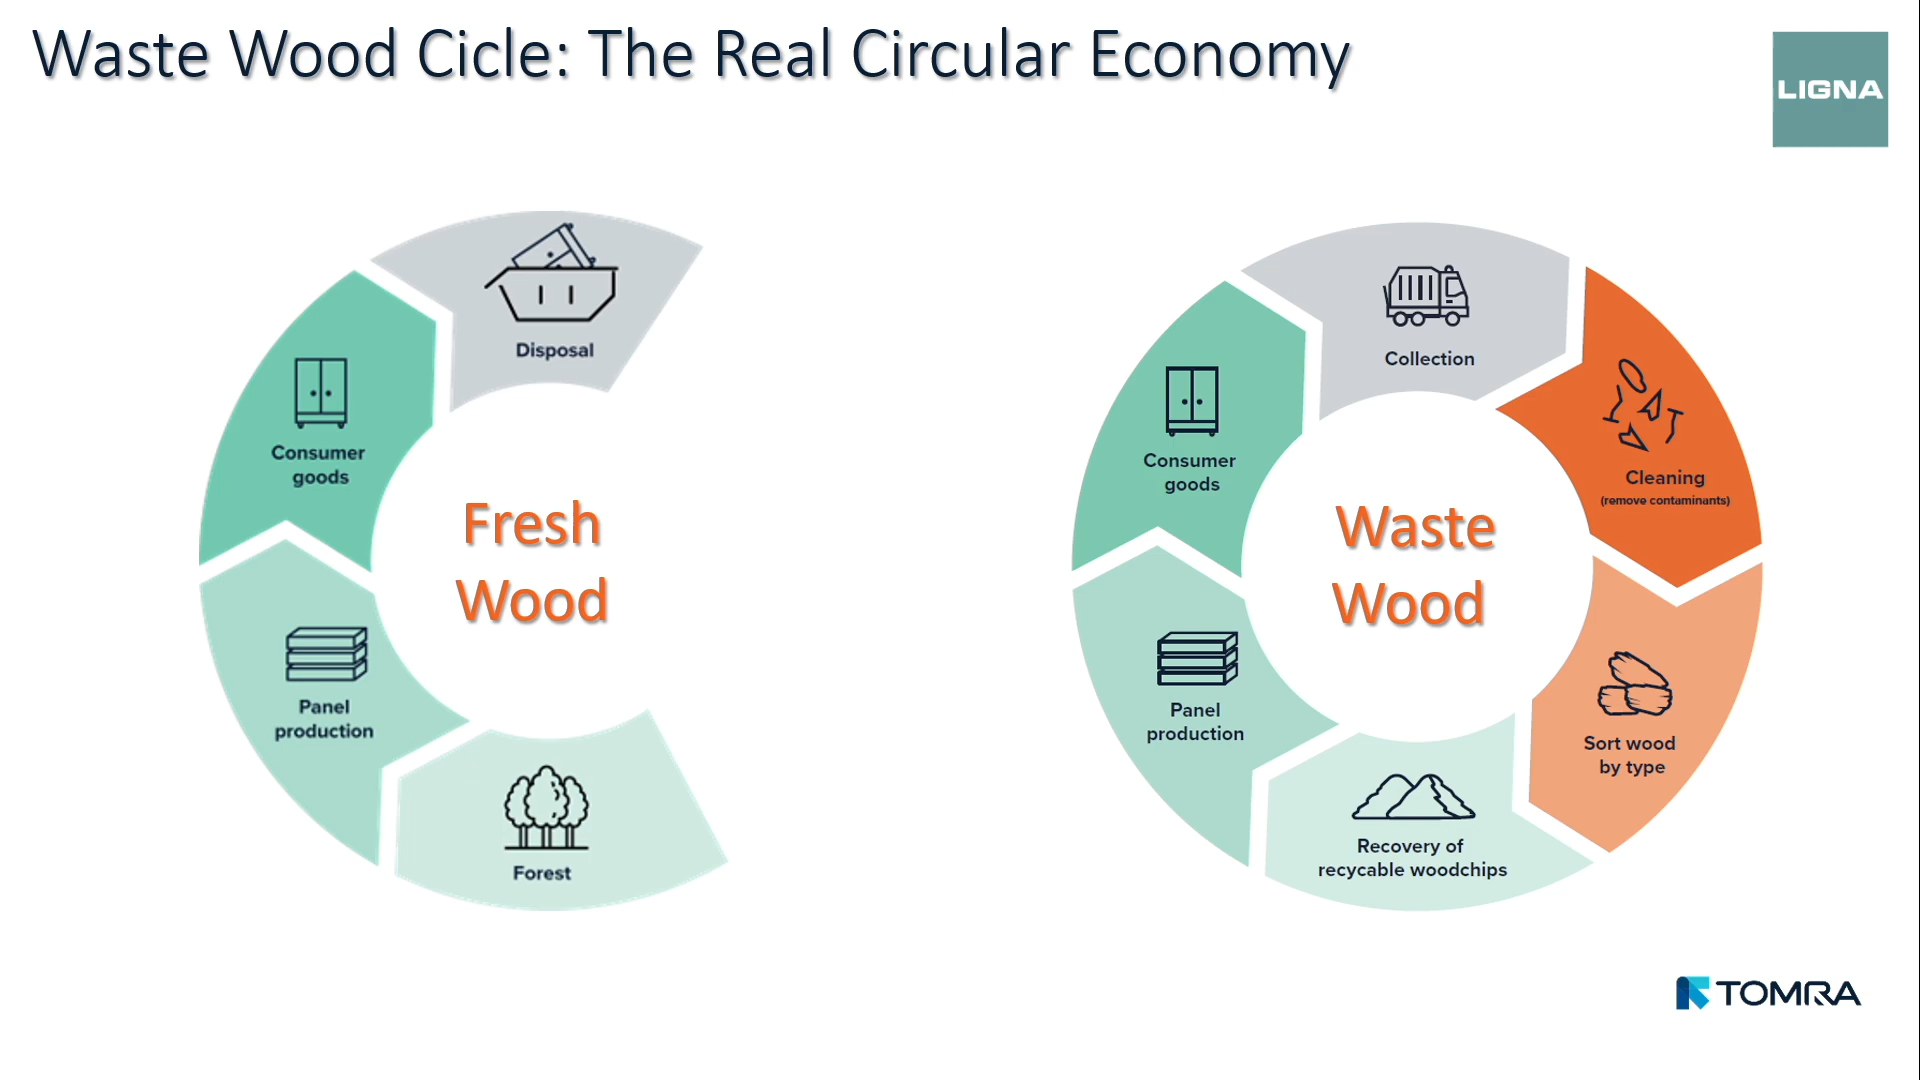 Waste Wood Cicle: The Real Circular Economy
LIGNA
Disposal
Consumer
goods
Fresh
Wood
Panel
production
Forest
Collection
Cleaning
(remove contaminants)
Consumer
goods
Waste
Wood
Sort wood
by type
Panel
production
Recovery of
recycable woodchips
TOMRA